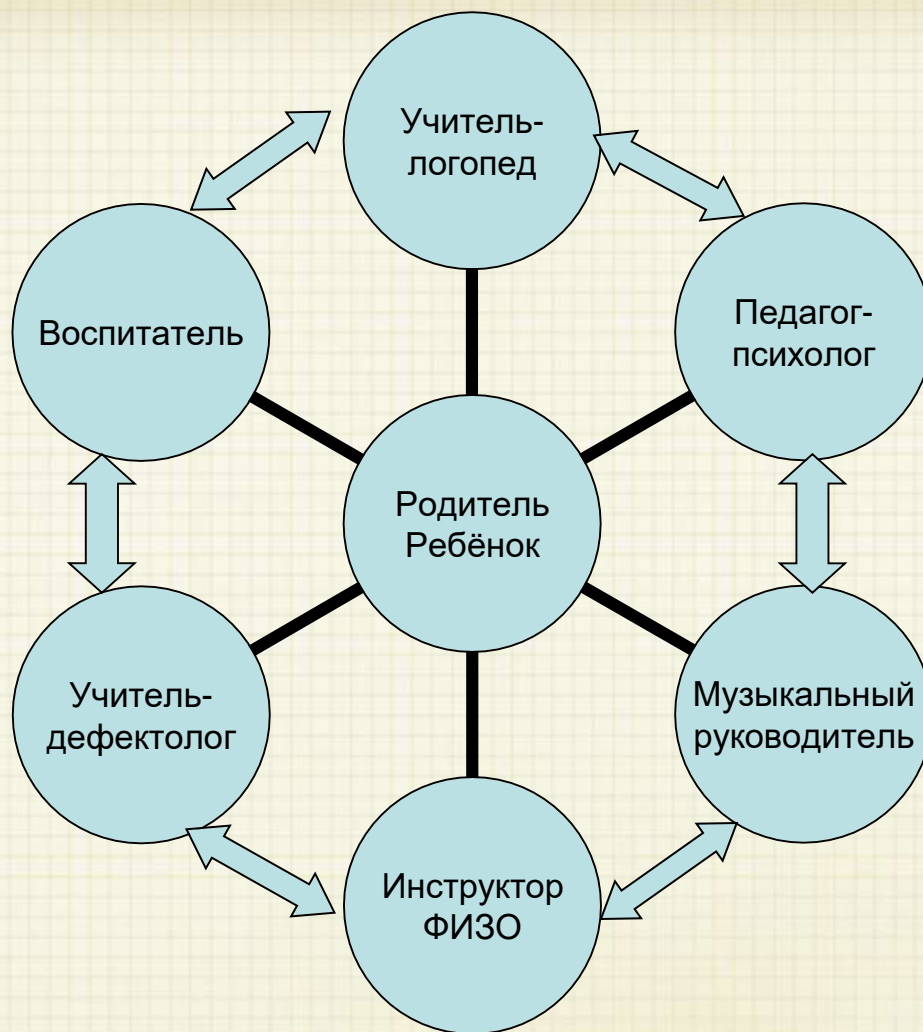 Учитель-
логопед
Воспитатель
Педагог-
психолог
Родитель
Ребёнок
Учитель-
дефектолог
Музыкальный
руководитель
Инструктор
ФИЗО